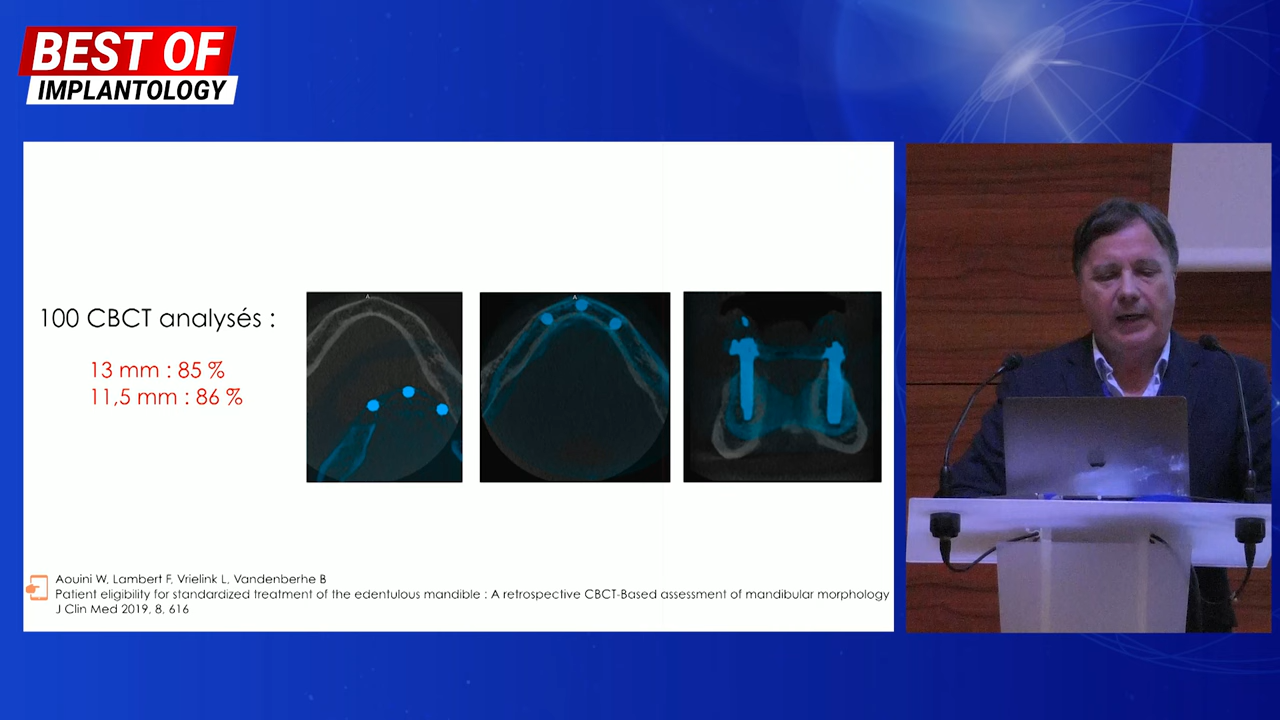 BEST OF
IMPLANTOLOGY
100 CBCT analysés :
13 mm : 85 %
11,5 mm : 86 %
A
A
Aouini W, Lambert F, Vrielink L, Vandenberhe B
Patient eligibility for standardized treatment of the edentulous mandible : A retrospective CBCT-Based assessment of mandibular morphology
J Clin Med 2019, 8, 616